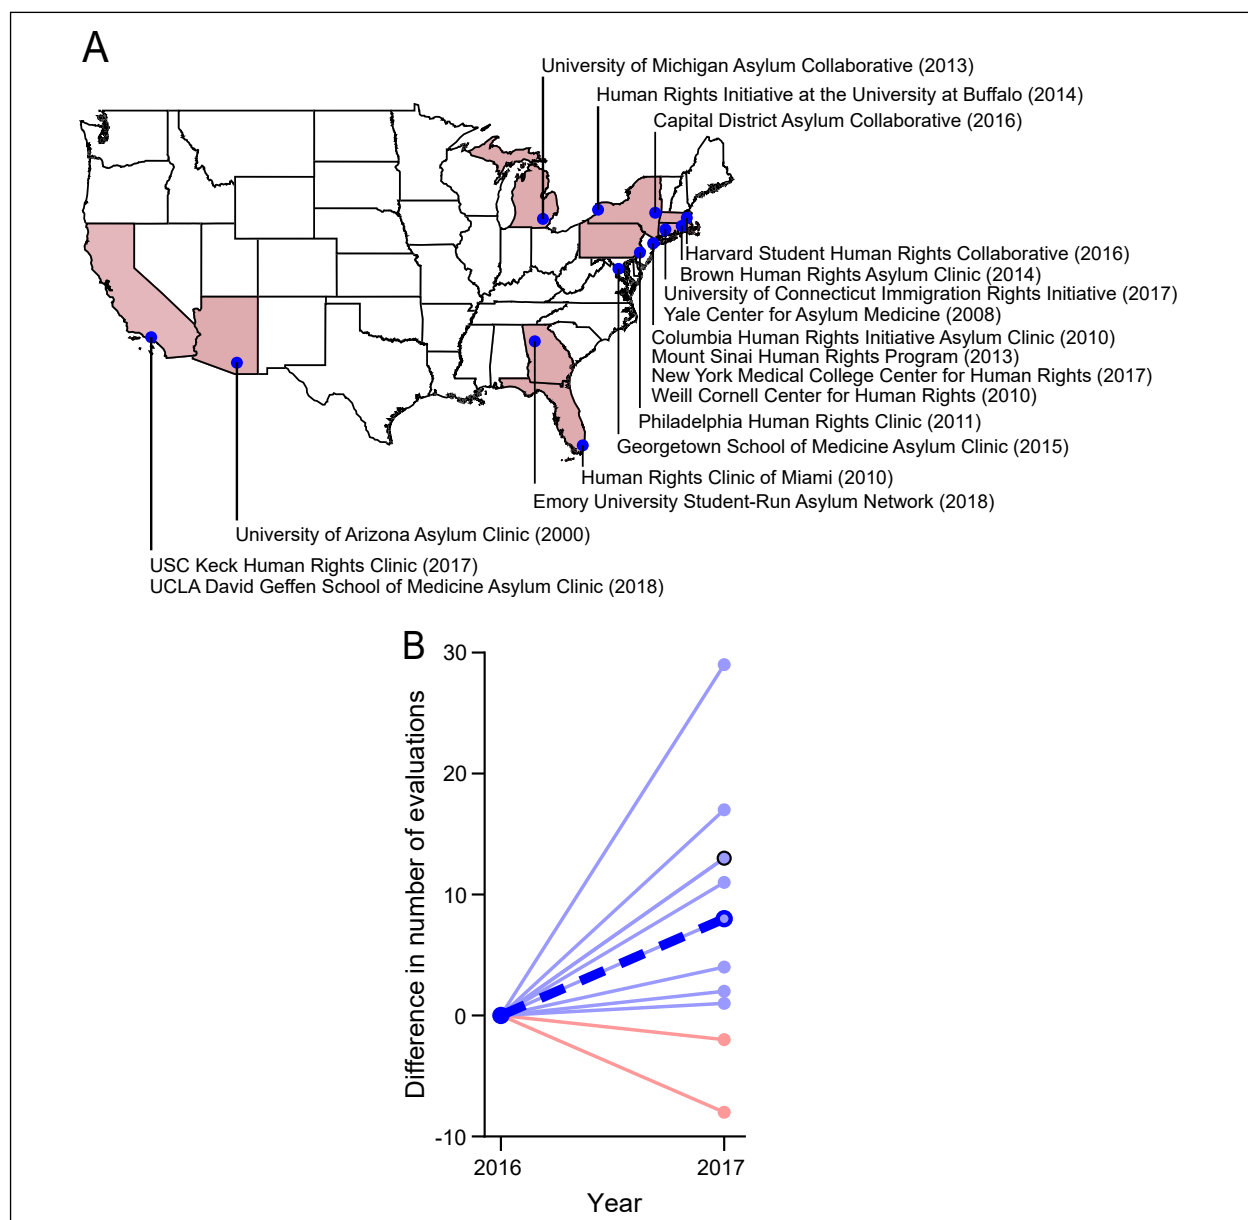 A
University of Michigan Asylum Collaborative (2013)
Human Rights Initiative at the University at Buffalo (2014)
Capital District Asylum Collaborative (2016)
Harvard Student Human Rights Collaborative (2016)
Brown Human Rights Asylum Clinic (2014)
University of Connecticut Immigration Rights Initiative (2017)
Yale Center for Asylum Medicine (2008)
Columbia Human Rights Initiative Asylum Clinic (2010)
Mount Sinai Human Rights Program (2013)
New York Medical College Center for Human Rights (2017)
Weill Cornell Center for Human Rights (2010)
Philadelphia Human Rights Clinic (2011)
Georgetown School of Medicine Asylum Clinic (2015)
Human Rights Clinic of Miami (2010)
Emory University Student-Run Asylum Network (2018)
University of Arizona Asylum Clinic (2000)
USC Keck Human Rights Clinic (2017)
UCLA David Geffen School of Medicine Asylum Clinic (2018)
B
Difference in number of evaluations
30
20
10
0
-10
2016
2017
Year